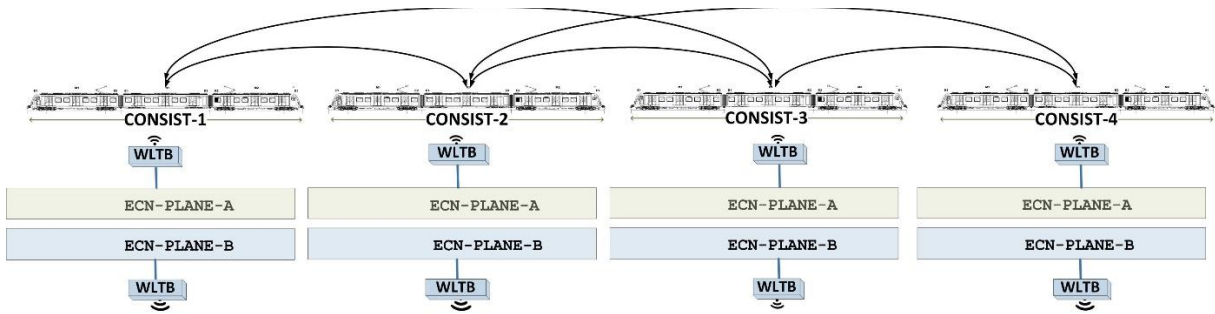 CONSIST-1 CONSIST-2 CONSIST-3 CONSIST-4
WLTB WLTB WLTB WLTB
ECN-PLANE-A ECN-PLANE-A ECN-PLANE-A ECN-PLANE-A
ECN-PLANE-B ECN-PLANE-B ECN-PLANE-B ECN-PLANE-B
WLTB WLTB WLTB WLTB